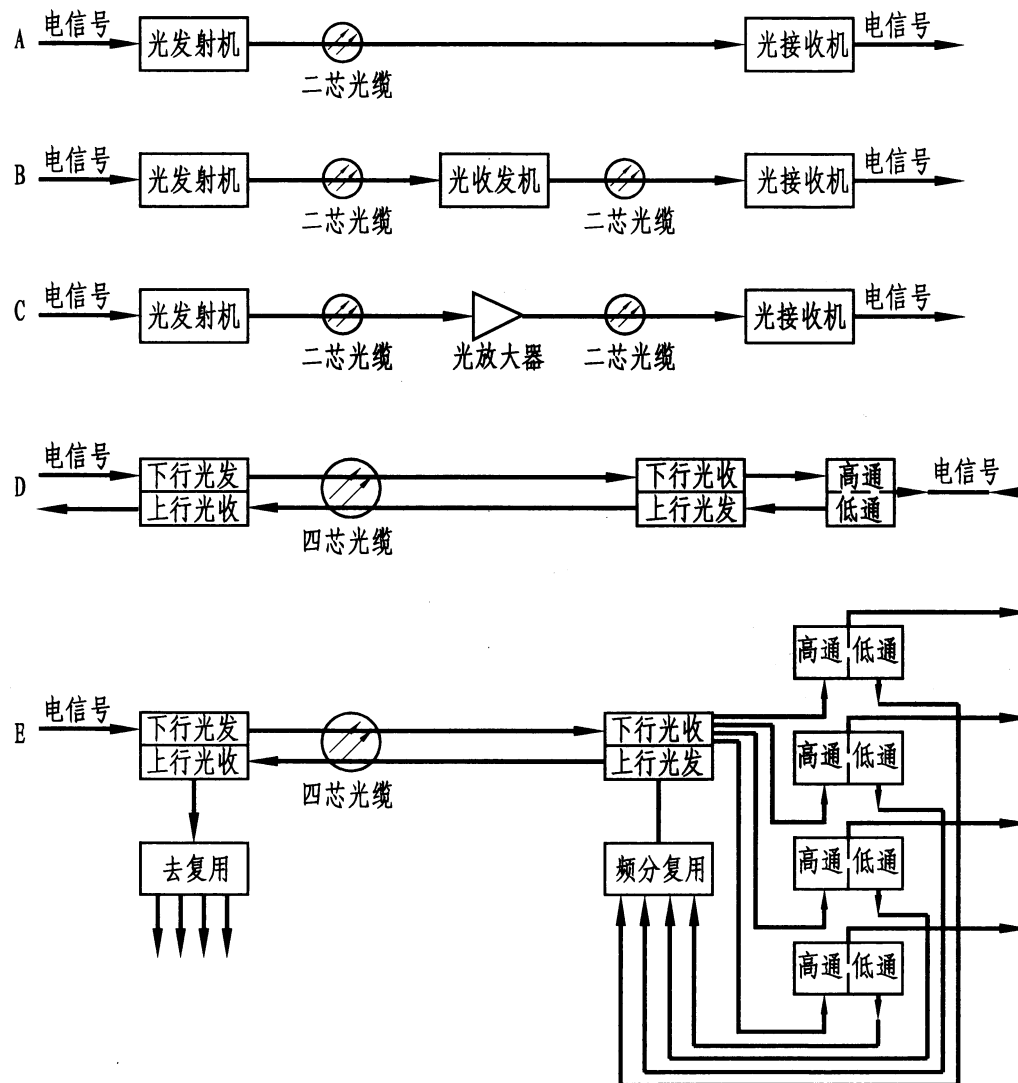 A 电信号 光发射机 二芯光缆 光接收机 电信号
B 电信号 光发射机 二芯光缆 光收发机 二芯光缆 光接收机 电信号
C 电信号 光发射机 二芯光缆 光放大器 二芯光缆 光接收机 电信号
D 电信号 下行光发 下行光收 高通 电信号
上行光收 上行光发 低通
四芯光缆
高通 低通
E 电信号 下行光发 下行光收
上行光收 上行光发 高通 低通
四芯光缆
去复用 频分复用 高通 低通
高通 低通